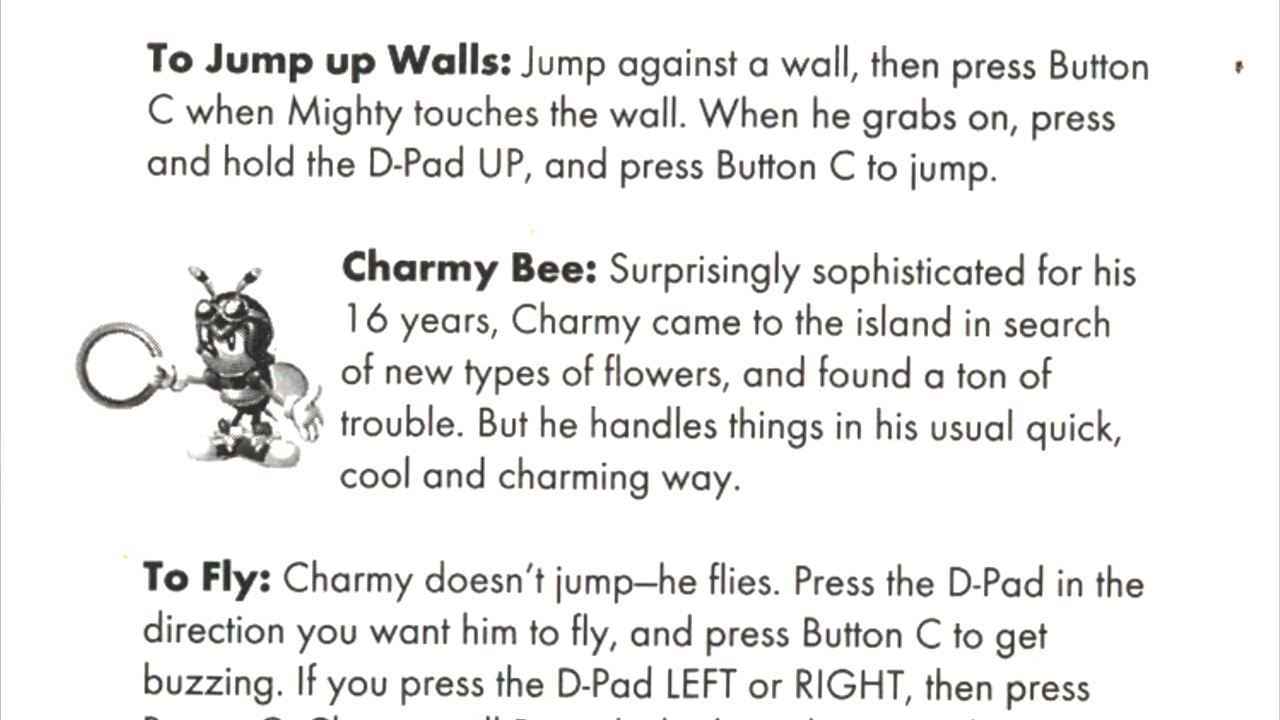 To Jump up Walls: Jump against a wall, then press Button
C when Mighty touches the wall. When he grabs on, press
and hold the D-Pad UP, and press Button C to jump.
Charmy Bee: Surprisingly sophisticated for his
16 years, Charmy came to the island in search
of new types of flowers, and found a ton of
trouble. But he handles things in his usual quick,
cool and charming way.
To Fly: Charmy doesn't jump—he flies. Press the D-Pad in the
direction you want him to fly, and press Button C to get
buzzing. If you press the D-Pad LEFT or RIGHT, then press